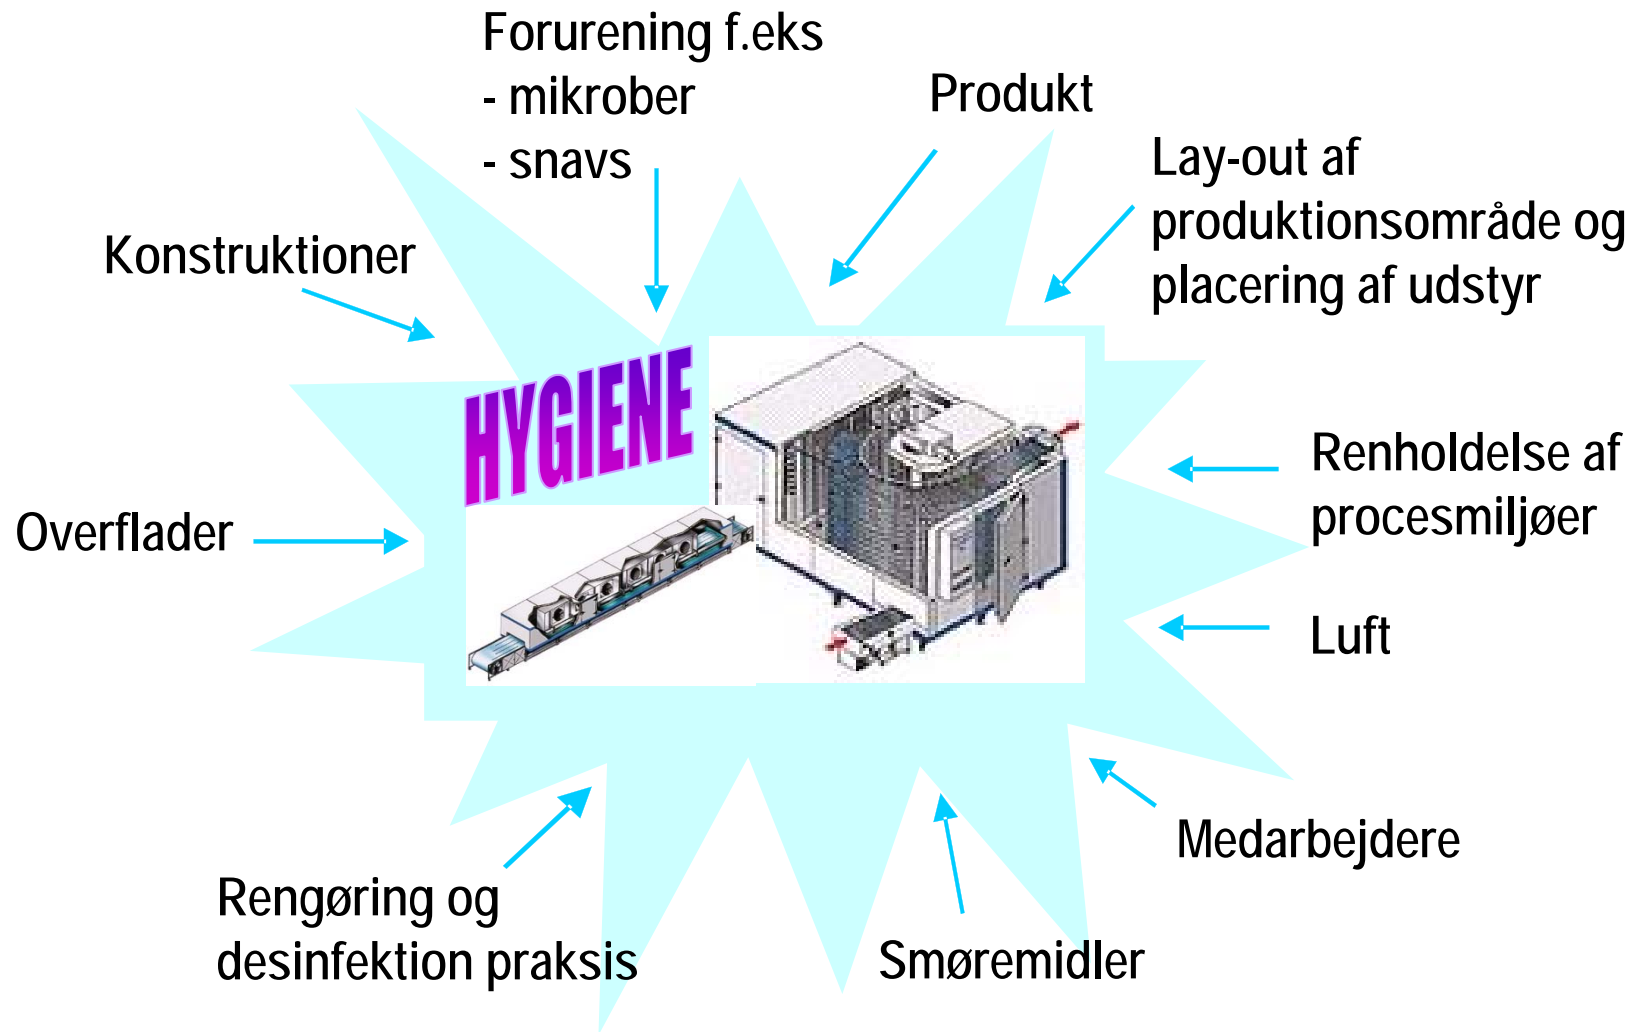 Forurening f.eks
- mikrober
- snavs
Produkt
Lay-out af
produktionsområde og
placering af udstyr
Konstruktioner
HYGIENE
Renholdelse af
procesmiljøer
Overflader
Luft
Medarbejdere
Rengøring og
desinfektion praksis
Smøremidler